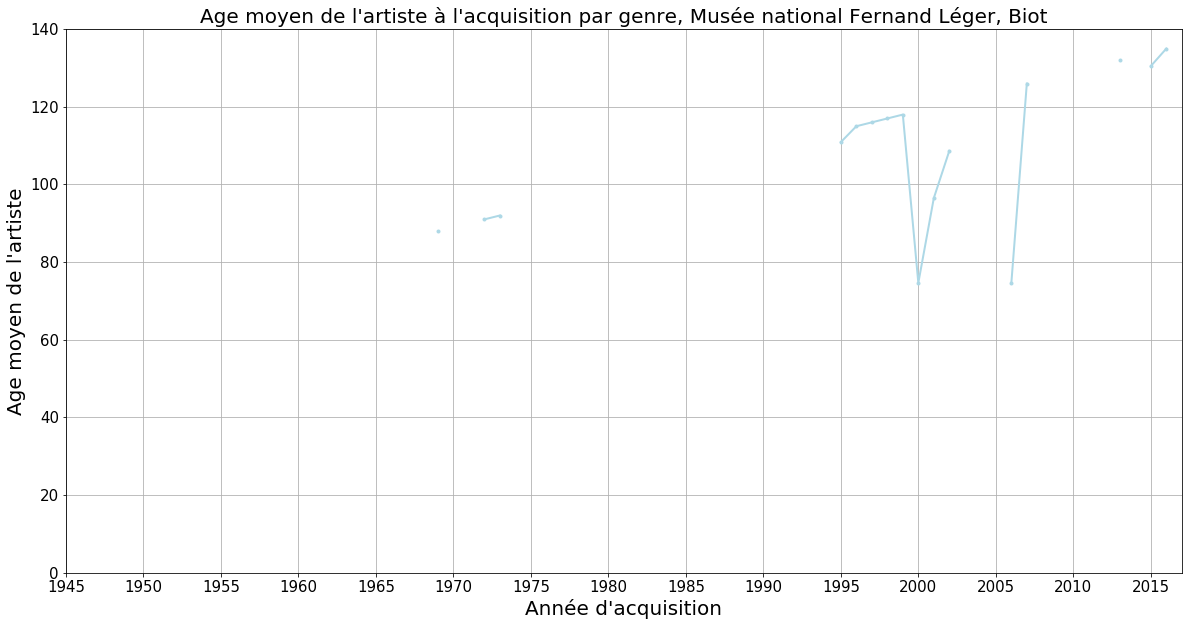 Age moyen de l'artiste à l'acquisition par genre, Musée national Fernand Léger, Biot
140
120
100
80
60
40
20
0
Age moyen de l'artiste
1945 1950 1955 1960 1965 1970 1975 1980 1985 1990 1995 2000 2005 2010 2015
Année d'acquisition